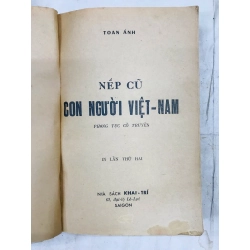 TOAN ÁNH
NẾP CŨ
CON NGƯỜI VIỆT-NAM
PHONG TỤC CỔ TRUYỀN
IN LẦN THỨ HAI
NHÀ SÁCH KHAI-TRÍ
62, đại-lộ Lê-Lợi
SAIGON